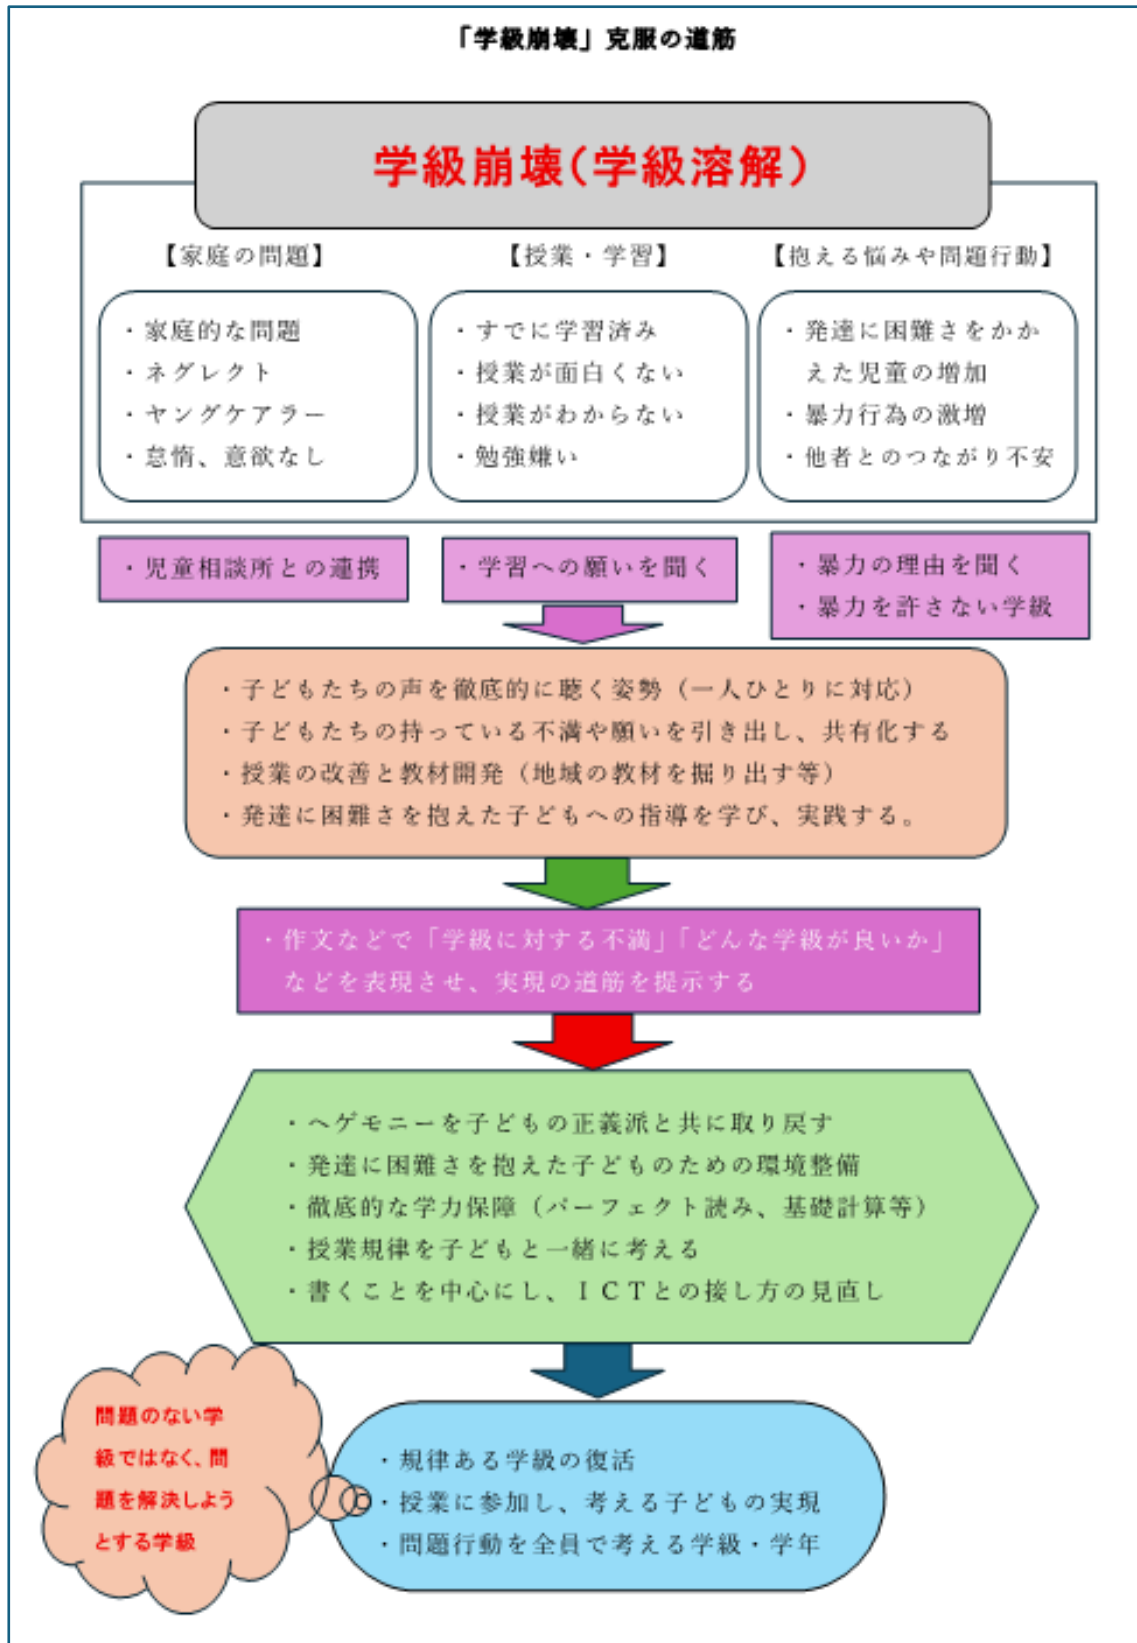 「学級崩壊」克服の道筋
学級崩壊(学級溶解)
【家庭の問題】
・家庭的な問題
・ネグレクト
・ヤングケアラー
・怠惰、意欲なし
【授業・学習】
・すでに学習済み
・授業が面白くない
・授業がわからない
・勉強嫌い
【抱える悩みや問題行動】
・発達に困難さをかか
えた児童の増加
・暴力行為の激増
・他者とのつながり不安
・児童相談所との連携
・学習への願いを聞く
・暴力の理由を聞く
・暴力を許さない学級
・子どもたちの声を徹底的に聴く姿勢（一人ひとりに対応）
・子どもたちの持っている不満や願いを引き出し、共有化する
・授業の改善と教材開発（地域の教材を掘り出す等）
・発達に困難さを抱えた子どもへの指導を学び、実践する。
・作文などで「学級に対する不満」「どんな学級が良いか」
などを表現させ、実現の道筋を提示する
・ヘゲモニーを子どもの正義派と共に取り戻す
・発達に困難さを抱えた子どものための環境整備
・徹底的な学力保障（パーフェクト読み、基礎計算等）
・授業規律を子どもと一緒に考える
・書くことを中心にし、ＩＣＴとの接し方の見直し
問題のない学
級ではなく、問
題を解決しよう
とする学級
・規律ある学級の復活
・授業に参加し、考える子どもの実現
・問題行動を全員で考える学級・学年